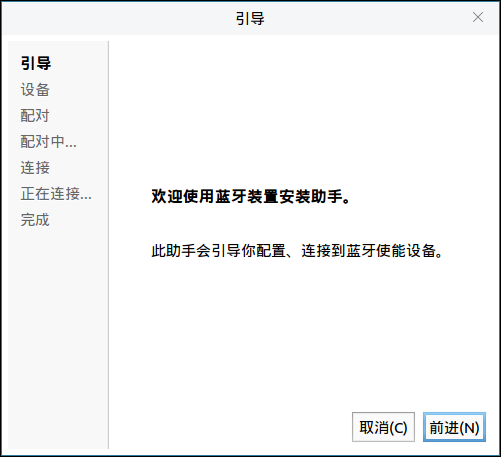 引导
引导
设备
配对
配对中...
连接
正在连接...
完成
欢迎使用蓝牙装置安装助手。
此助手会引导你配置、连接到蓝牙使能设备。
取消(C)
前进(N)